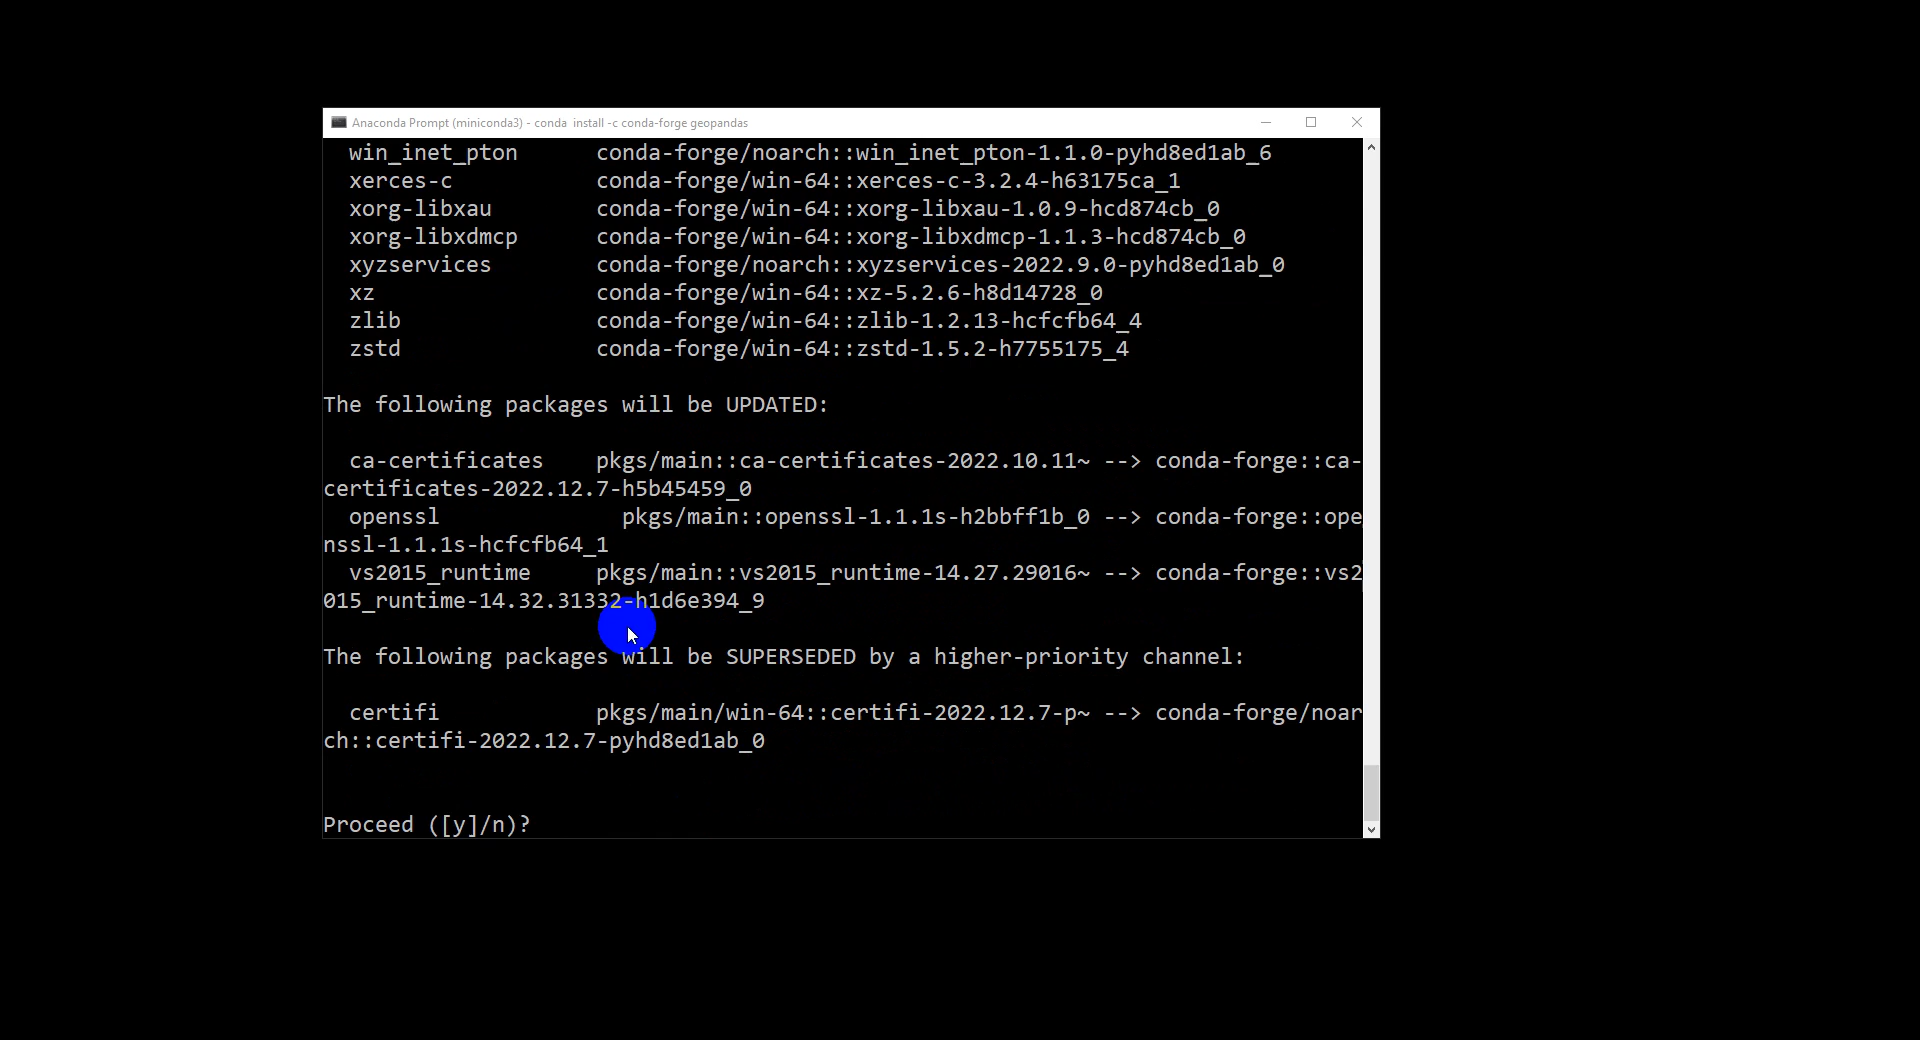 Anaconda Prompt (miniconda3) - conda  install -c conda-forge geopandas
win_inet_pton      conda-forge/noarch::win_inet_pton-1.1.0-pyhd8ed1ab_6
xerces-c           conda-forge/win-64::xerces-c-3.2.4-h63175ca_1
xorg-libxau        conda-forge/win-64::xorg-libxau-1.0.9-hcd874cb_0
xorg-libxdmcp      conda-forge/win-64::xorg-libxdmcp-1.1.3-hcd874cb_0
xyzservices        conda-forge/noarch::xyzservices-2022.9.0-pyhd8ed1ab_0
xz                 conda-forge/win-64::xz-5.2.6-h8d14728_0
zlib               conda-forge/win-64::zlib-1.2.13-hcfcfb64_4
zstd               conda-forge/win-64::zstd-1.5.2-h7755175_4
The following packages will be UPDATED:
ca-certificates    pkgs/main::ca-certificates-2022.10.11~ --> conda-forge::ca-
certificates-2022.12.7-h5b45459_0
openssl              pkgs/main::openssl-1.1.1s-h2bbff1b_0 --> conda-forge::ope
nssl-1.1.1s-hcfcfb64_1
vs2015_runtime     pkgs/main::vs2015_runtime-14.27.29016~ --> conda-forge::vs2
015_runtime-14.32.31332-h1d6e394_9
The following packages will be SUPERSEDED by a higher-priority channel:
certifi            pkgs/main/win-64::certifi-2022.12.7-p~ --> conda-forge/noar
ch::certifi-2022.12.7-pyhd8ed1ab_0
Proceed ([y]/n)?